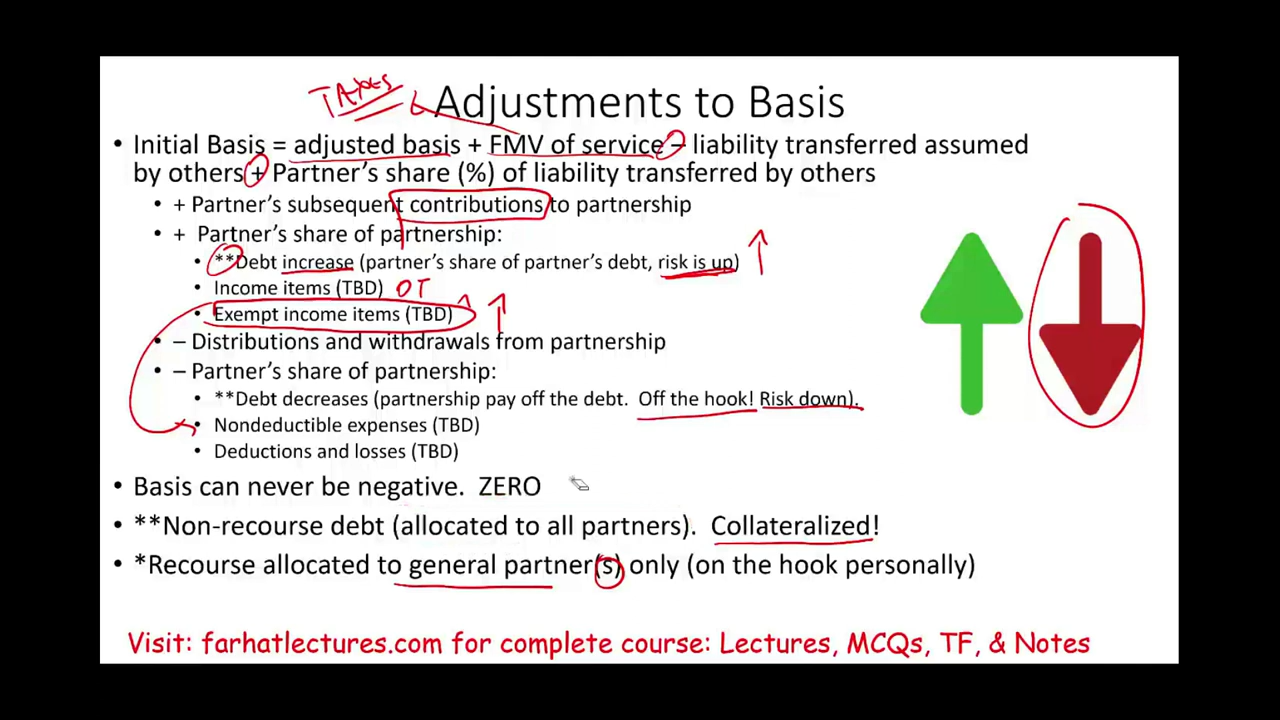 TAXES
Adjustments to Basis
• Initial Basis = adjusted basis + FMV of service – liability transferred assumed
by others + Partner's share (%) of liability transferred by others
• + Partner's subsequent contributions to partnership
• + Partner's share of partnership:
• **Debt increase (partner's share of partner's debt, risk is up)
• Income items (TBD) OI
• Exempt income items (TBD)
• – Distributions and withdrawals from partnership
• – Partner's share of partnership:
• **Debt decreases (partnership pay off the debt. Off the hook! Risk down).
• Nondeductible expenses (TBD)
• Deductions and losses (TBD)
• Basis can never be negative. ZERO
• **Non-recourse debt (allocated to all partners). Collateralized!
• *Recourse allocated to general partner(s) only (on the hook personally)
Visit: farhatlectures.com for complete course: Lectures, MCQs, TF, & Notes